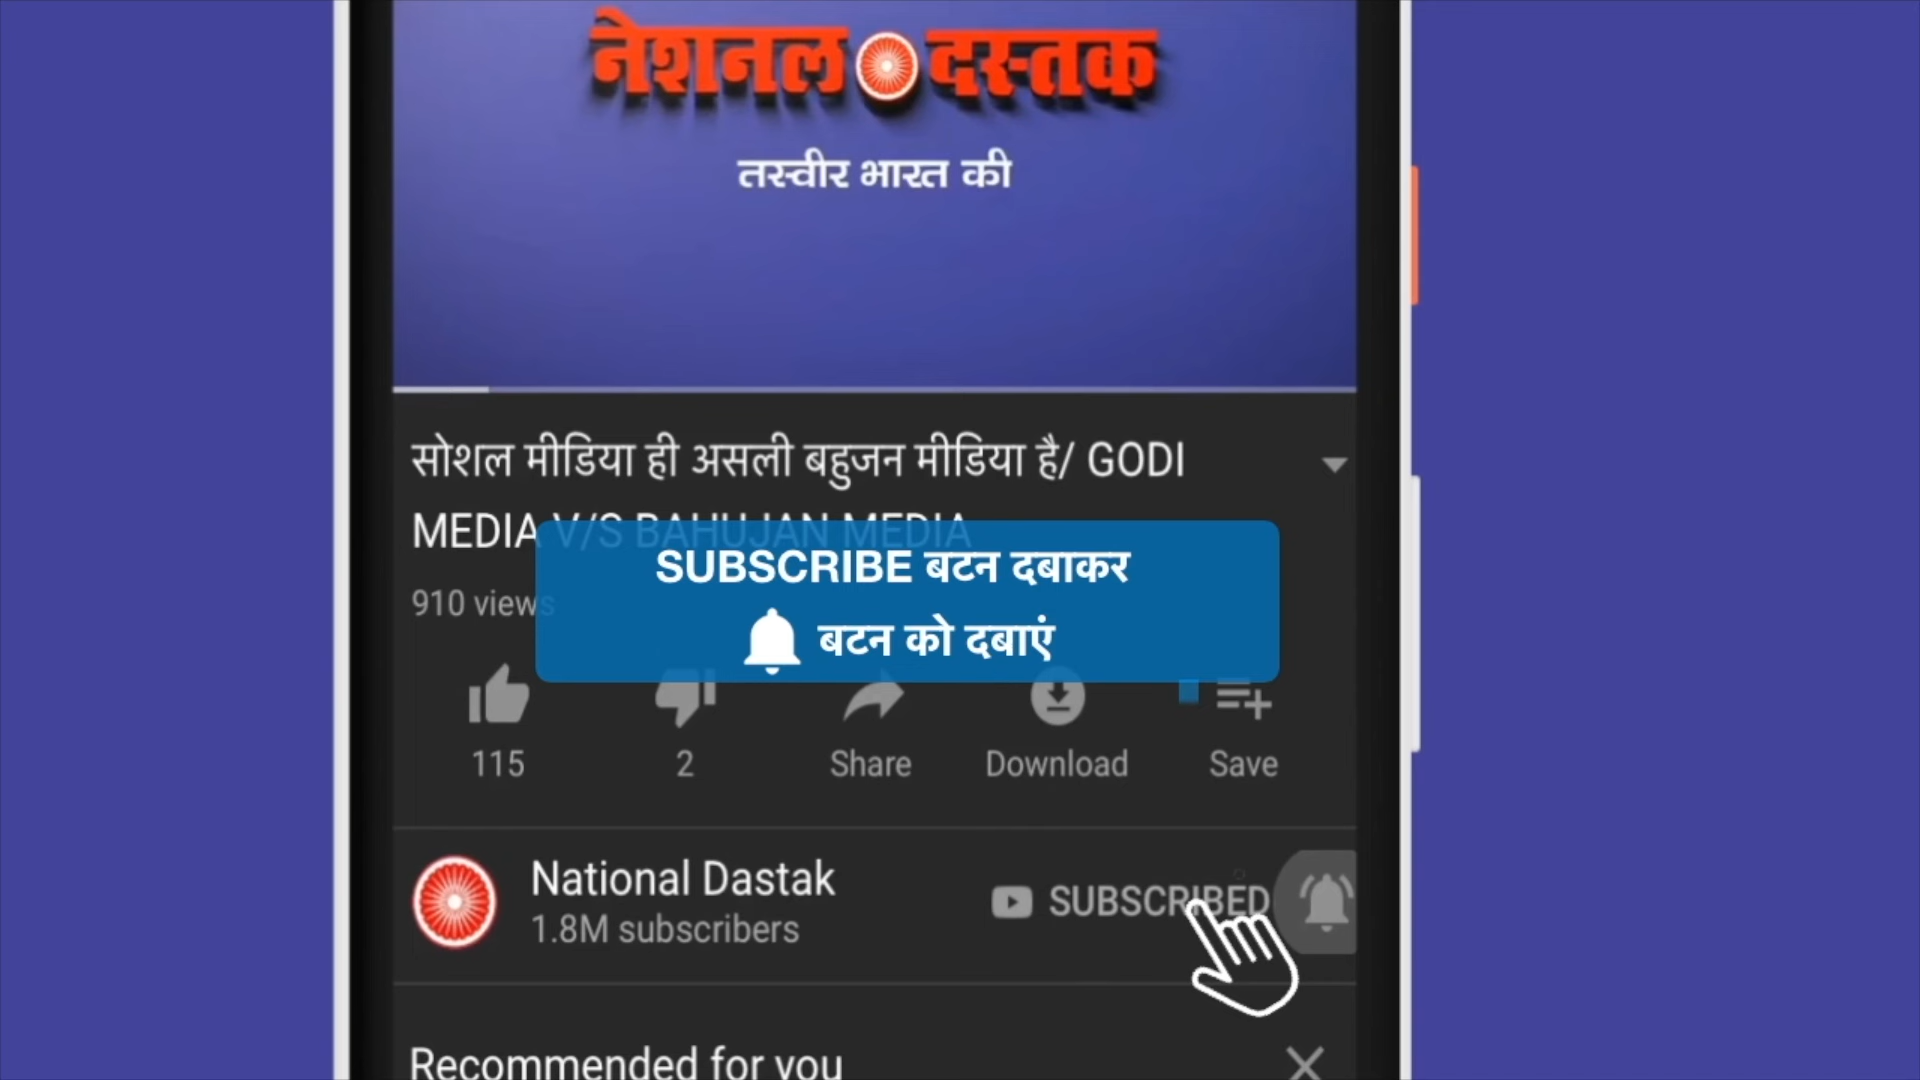 नेशनल दस्तक
तस्वीर भारत की
सोशल मीडिया ही असली बहुजन मीडिया है/ GODI
MEDIA V/S BAHUJAN MEDIA
SUBSCRIBE बटन दबाकर
बटन को दबाएं
910 views
115
2
Share
Download
Save
National Dastak
SUBSCRIBED
1.8M subscribers
Recommended for you